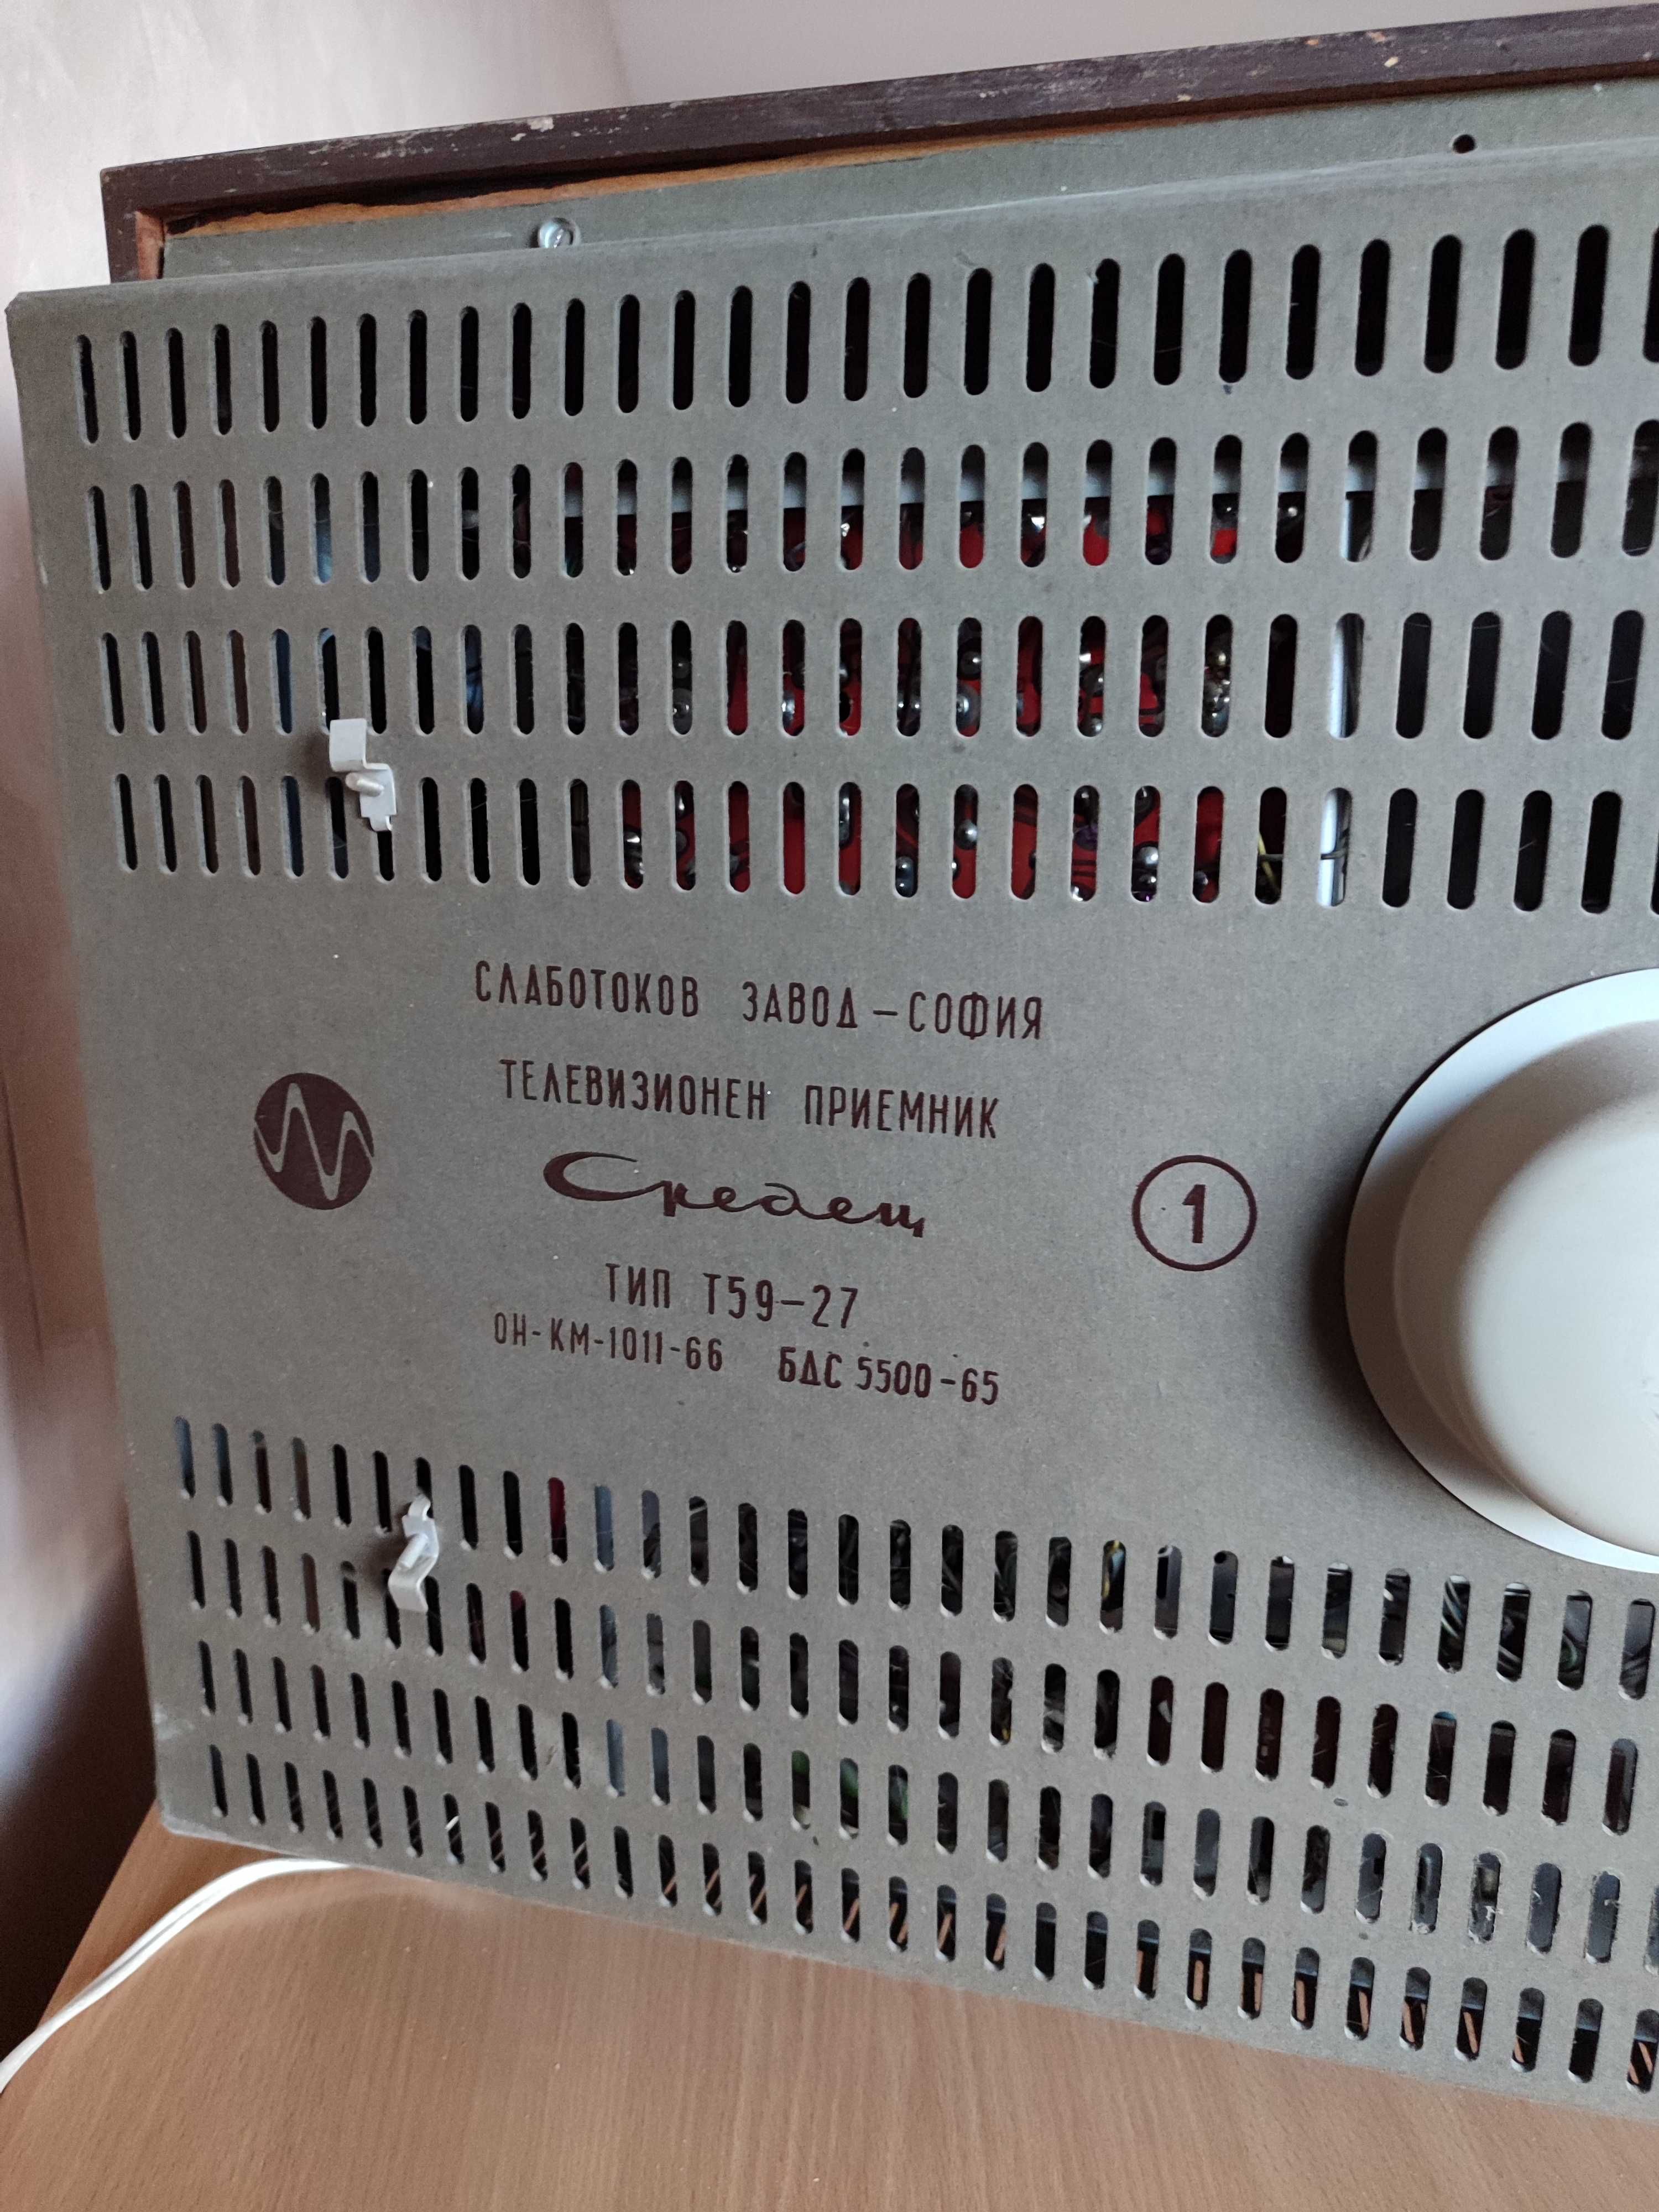 СЛАБОТОКОВ ЗАВОД – СОФИЯ
ТЕЛЕВИЗИОНЕН ПРИЕМНИК
Средец
1
ТИП Т59-27
ОН-КМ-1011-66 БДС 5500-65